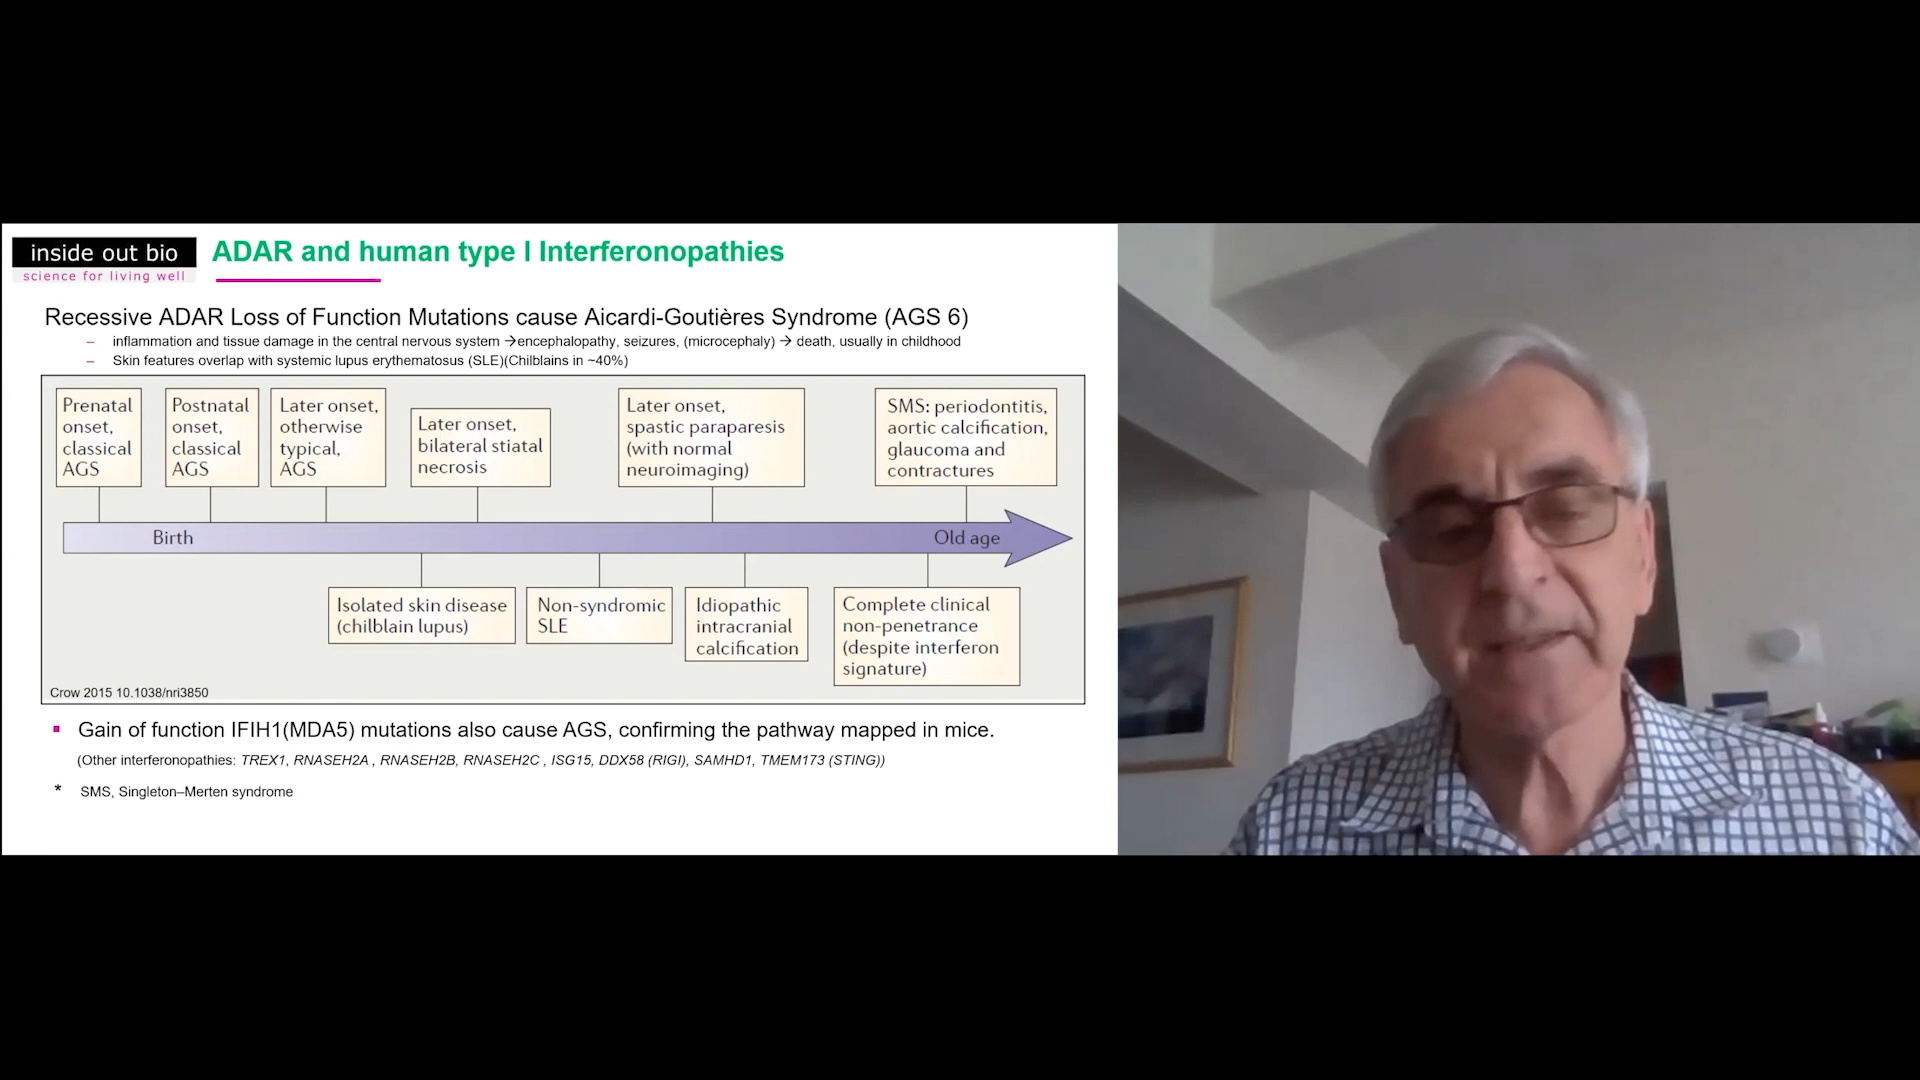 inside out bio
science for living well
ADAR and human type I Interferonopathies
Recessive ADAR Loss of Function Mutations cause Aicardi-Goutières Syndrome (AGS 6)
– inflammation and tissue damage in the central nervous system →encephalopathy, seizures, (microcephaly) → death, usually in childhood
– Skin features overlap with systemic lupus erythematosus (SLE)(Chilblains in ~40%)
Prenatal
onset,
classical
AGS
Postnatal
onset,
classical
AGS
Later onset,
otherwise
typical,
AGS
Later onset,
bilateral stiatal
necrosis
Later onset,
spastic paraparesis
(with normal
neuroimaging)
SMS: periodontitis,
aortic calcification,
glaucoma and
contractures
Birth
Old age
Isolated skin disease
(chilblain lupus)
Non-syndromic
SLE
Idiopathic
intracranial
calcification
Complete clinical
non-penetrance
(despite interferon
signature)
Crow 2015 10.1038/nri3850
▪ Gain of function IFIH1(MDA5) mutations also cause AGS, confirming the pathway mapped in mice.
(Other interferonopathies: TREX1, RNASEH2A , RNASEH2B, RNASEH2C , ISG15, DDX58 (RIGI), SAMHD1, TMEM173 (STING))
* SMS, Singleton–Merten syndrome